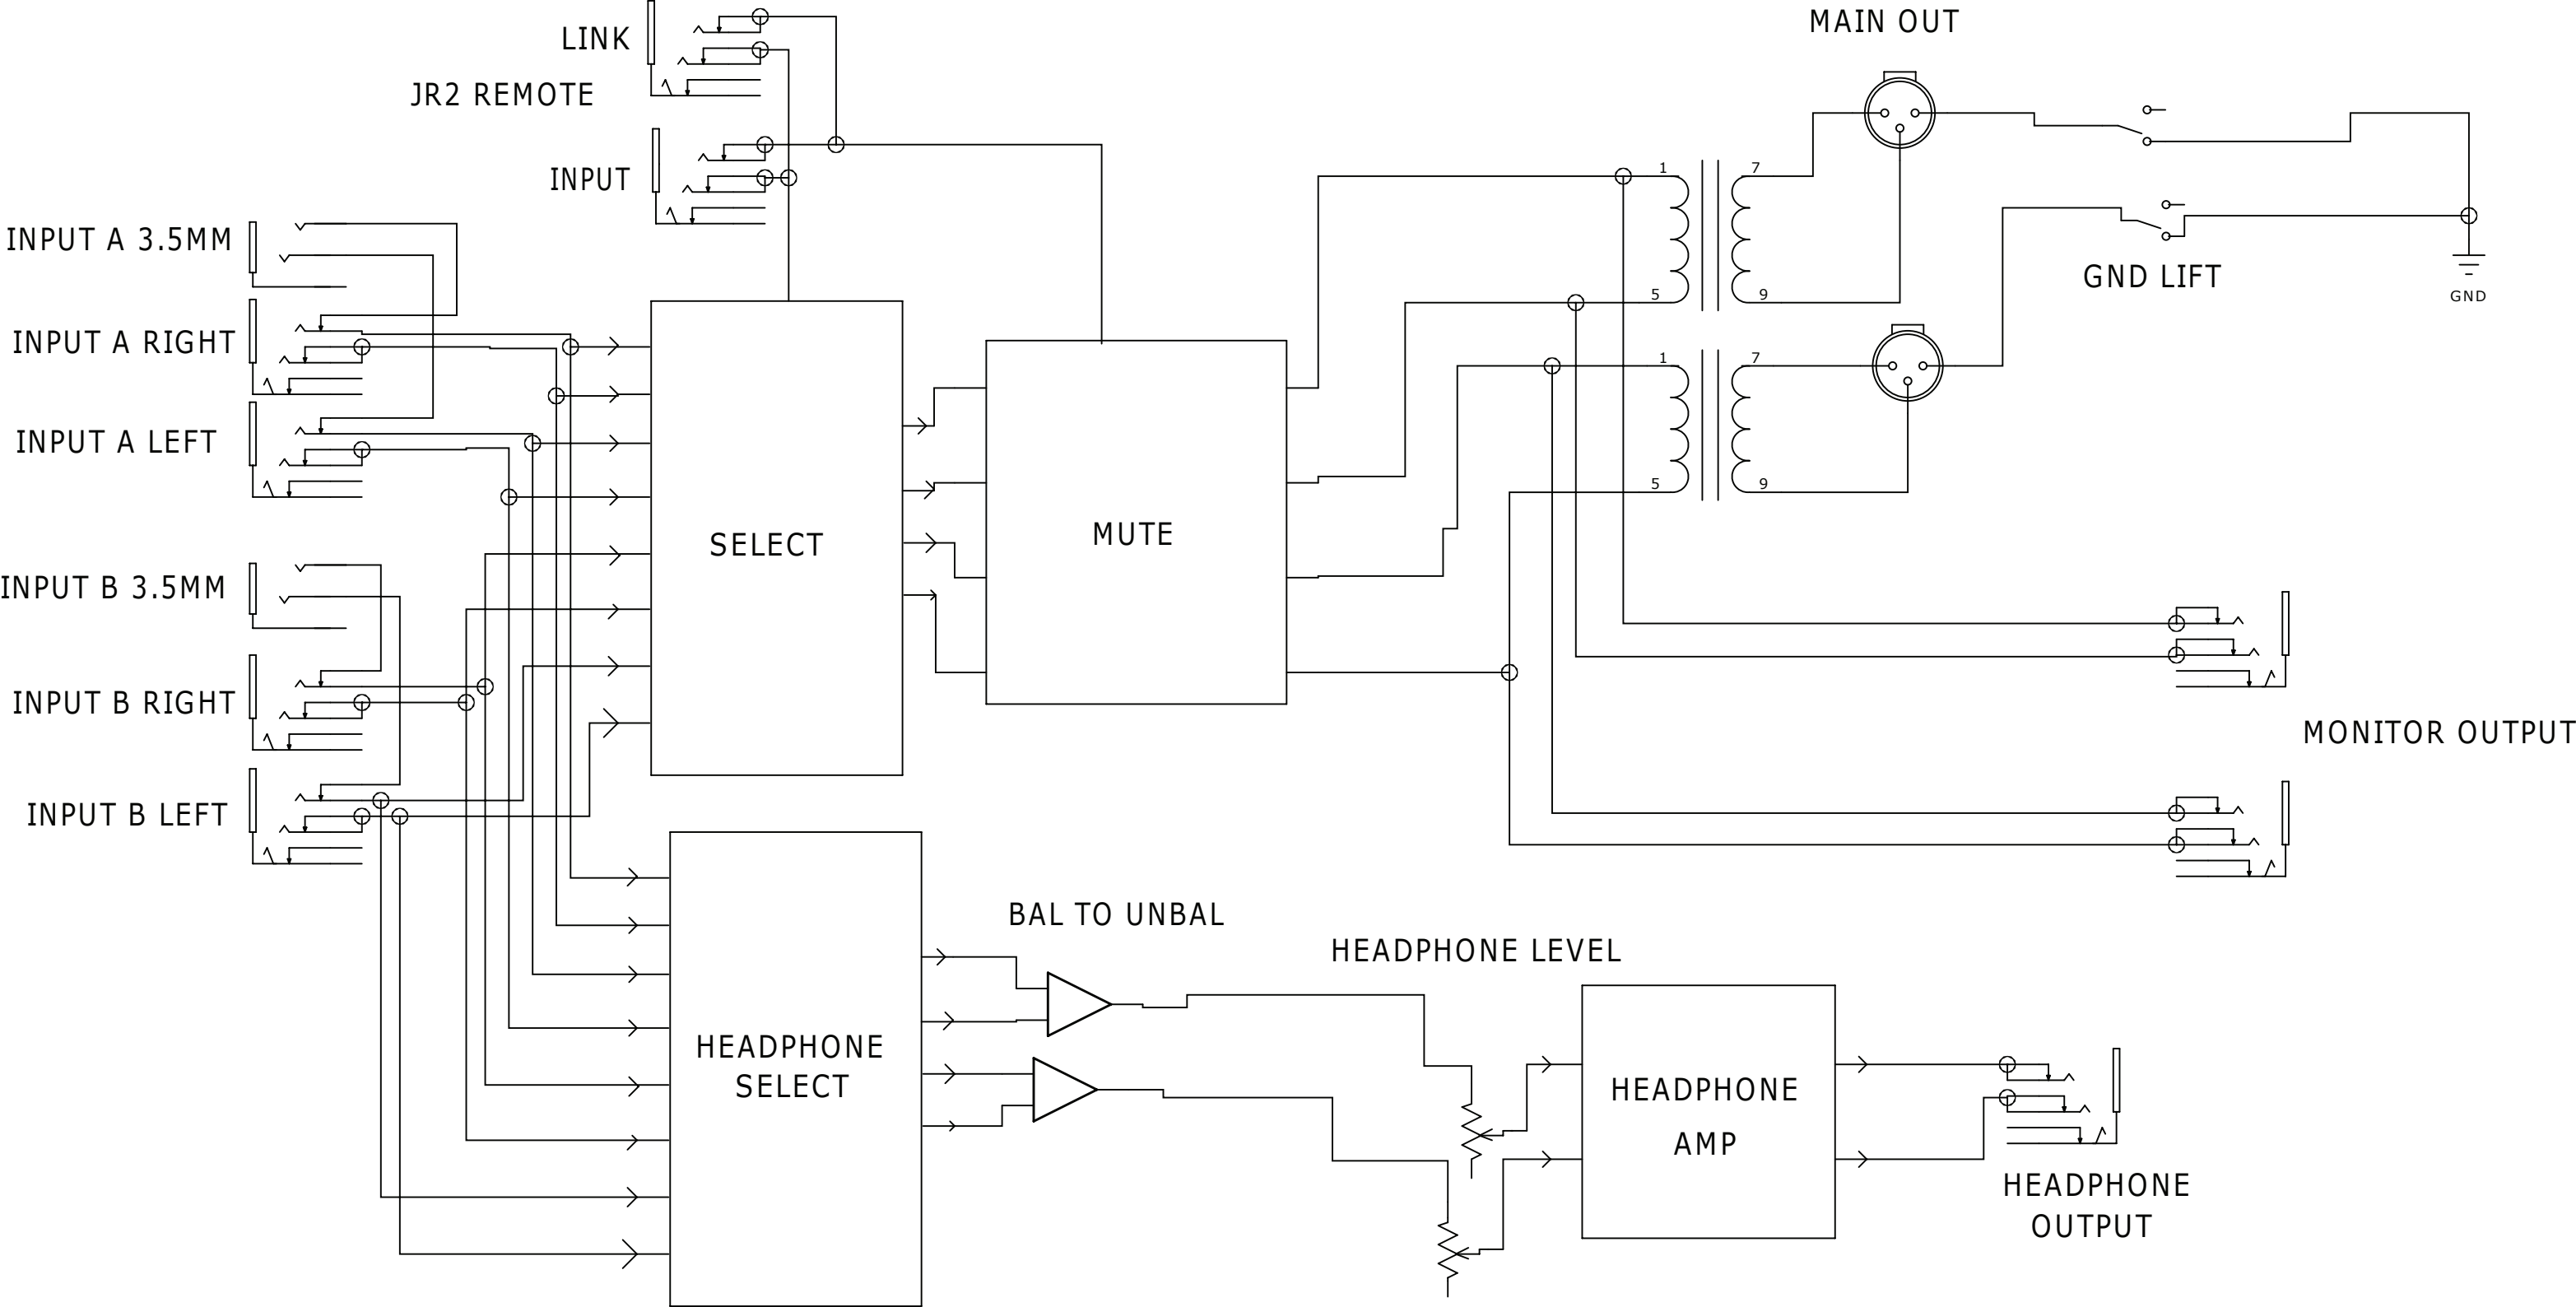 MAIN OUT
LINK
JR2 REMOTE
INPUT
INPUT A 3.5MM
INPUT A RIGHT
INPUT A LEFT
INPUT B 3.5MM
INPUT B RIGHT
INPUT B LEFT
SELECT
MUTE
1
7
5
9
1
7
5
9
GND LIFT
GND
MONITOR OUTPUT
HEADPHONE
SELECT
BAL TO UNBAL
HEADPHONE LEVEL
HEADPHONE
AMP
HEADPHONE
OUTPUT